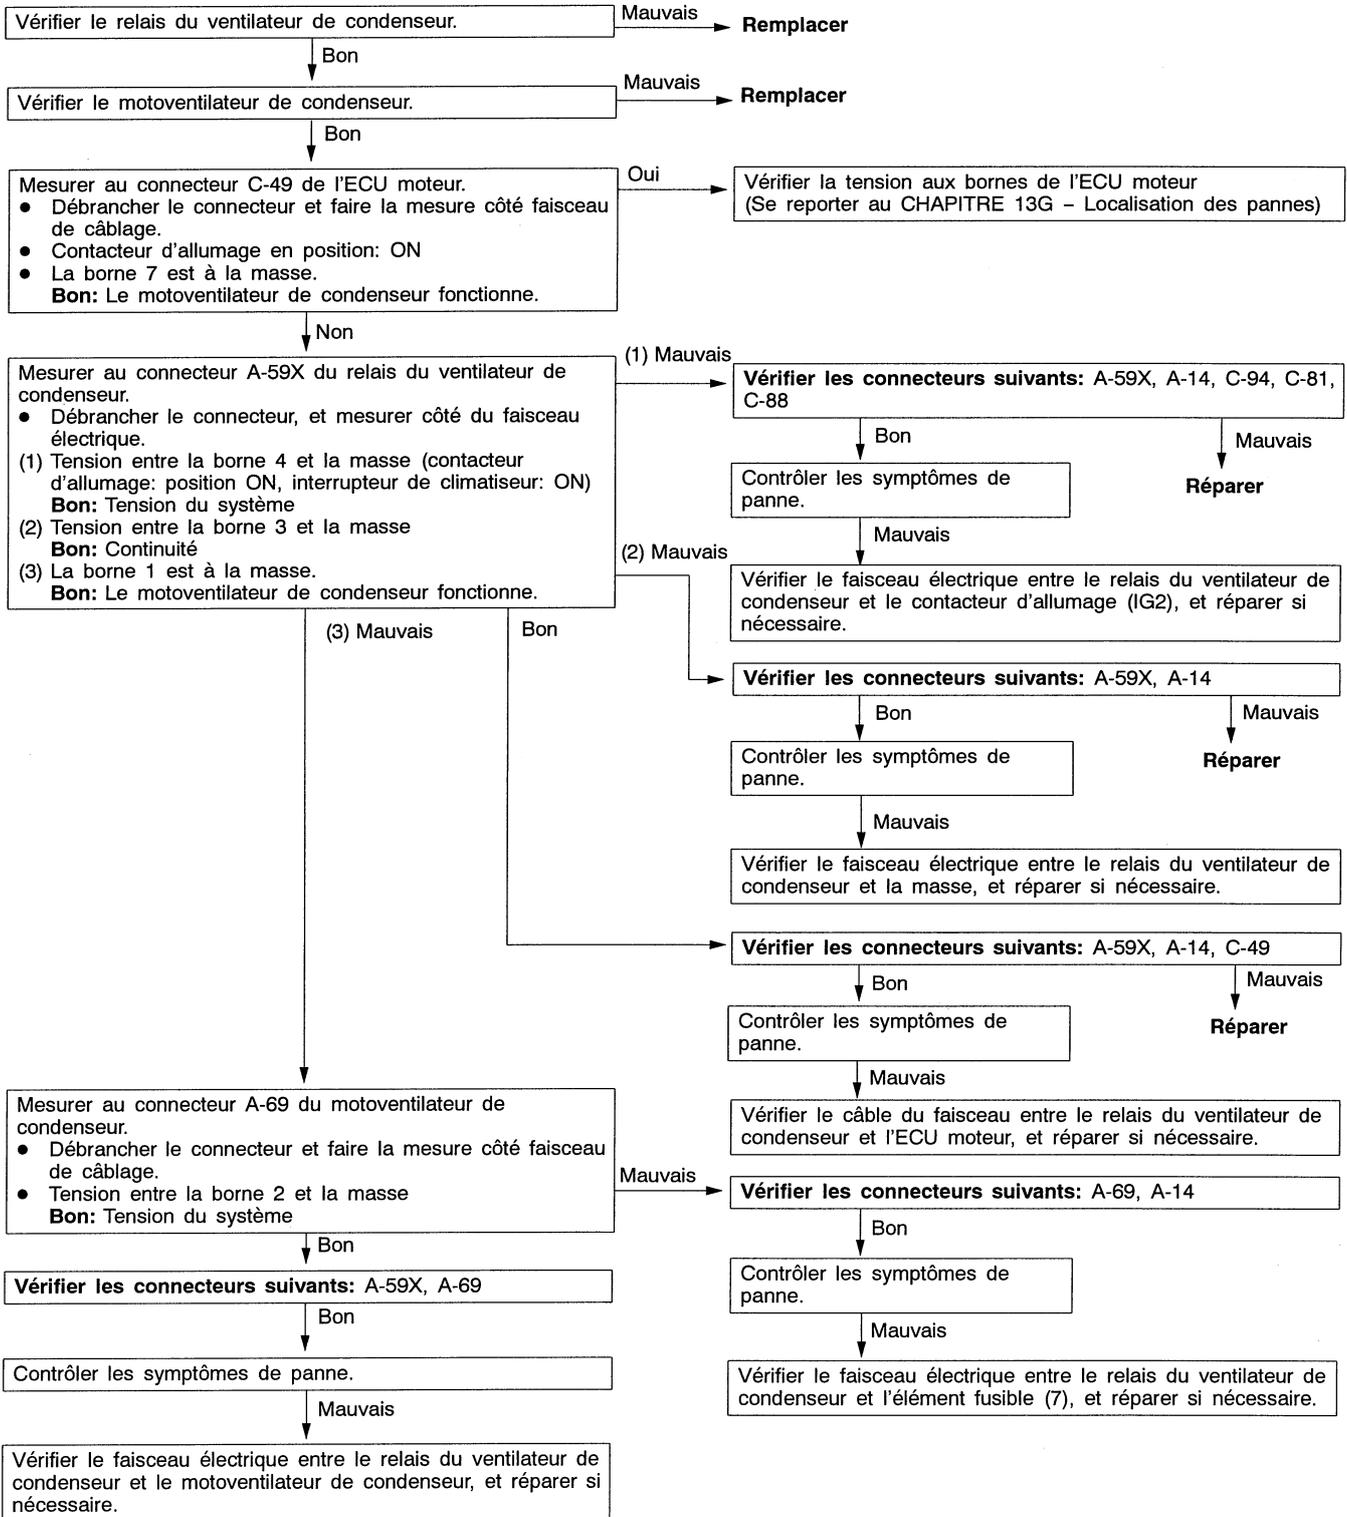 Vérifier le relais du ventilateur de condenseur.
Mauvais
Remplacer
Bon
Vérifier le motoventilateur de condenseur.
Mauvais
Remplacer
Bon
Mesurer au connecteur C-49 de l'ECU moteur.
● Débrancher le connecteur et faire la mesure côté faisceau
de câblage.
● Contacteur d'allumage en position: ON
● La borne 7 est à la masse.
Bon: Le motoventilateur de condenseur fonctionne.
Oui
Vérifier la tension aux bornes de l'ECU moteur
(Se reporter au CHAPITRE 13G – Localisation des pannes)
Non
Mesurer au connecteur A-59X du relais du ventilateur de
condenseur.
● Débrancher le connecteur, et mesurer côté du faisceau
électrique.
(1) Tension entre la borne 4 et la masse (contacteur
d'allumage: position ON, interrupteur de climatiseur: ON)
Bon: Tension du système
(2) Tension entre la borne 3 et la masse
Bon: Continuité
(3) La borne 1 est à la masse.
Bon: Le motoventilateur de condenseur fonctionne.
(1) Mauvais
Vérifier les connecteurs suivants: A-59X, A-14, C-94, C-81,
C-88
Bon
Mauvais
Contrôler les symptômes de
panne.
Réparer
Mauvais
Vérifier le faisceau électrique entre le relais du ventilateur de
condenseur et le contacteur d'allumage (IG2), et réparer si
nécessaire.
(2) Mauvais
Vérifier les connecteurs suivants: A-59X, A-14
Bon
Mauvais
Contrôler les symptômes de
panne.
Réparer
Mauvais
Vérifier le faisceau électrique entre le relais du ventilateur de
condenseur et la masse, et réparer si nécessaire.
(3) Mauvais
Bon
Vérifier les connecteurs suivants: A-59X, A-14, C-49
Bon
Mauvais
Contrôler les symptômes de
panne.
Réparer
Mauvais
Vérifier le câble du faisceau entre le relais du ventilateur de
condenseur et l'ECU moteur, et réparer si nécessaire.
Mesurer au connecteur A-69 du motoventilateur de
condenseur.
● Débrancher le connecteur et faire la mesure côté faisceau
de câblage.
● Tension entre la borne 2 et la masse
Bon: Tension du système
Mauvais
Vérifier les connecteurs suivants: A-69, A-14
Bon
Contrôler les symptômes de
panne.
Mauvais
Vérifier le faisceau électrique entre le relais du ventilateur de
condenseur et l'élément fusible (7), et réparer si nécessaire.
Bon
Vérifier les connecteurs suivants: A-59X, A-69
Bon
Contrôler les symptômes de panne.
Mauvais
Vérifier le faisceau électrique entre le relais du ventilateur de
condenseur et le motoventilateur de condenseur, et réparer si
nécessaire.